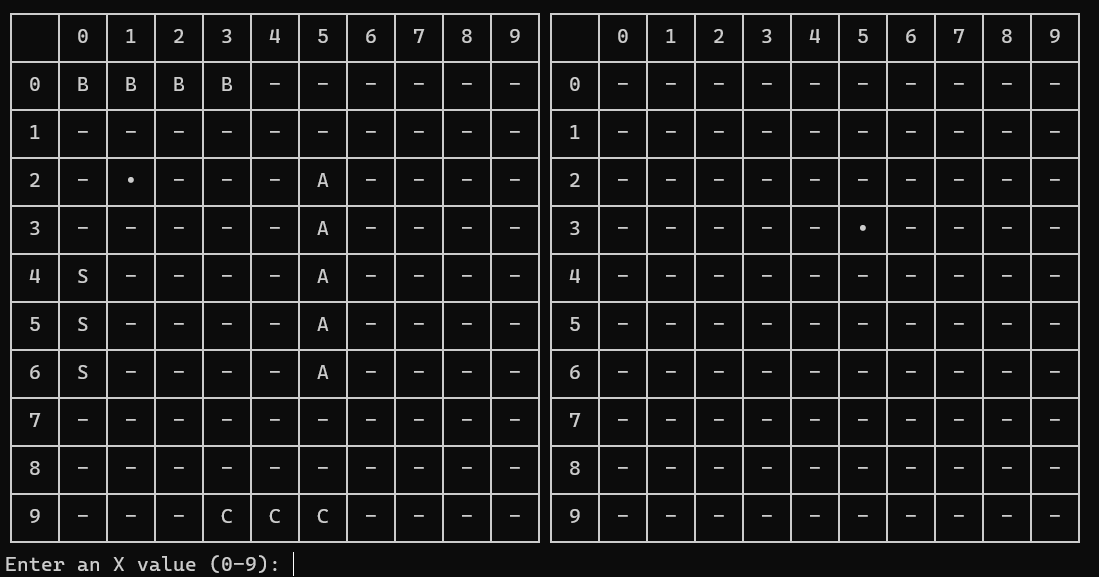 0 1 2 3 4 5 6 7 8 9 0 1 2 3 4 5 6 7 8 9
0 B B B B - - - - - - 0 - - - - - - - - - -
1 - - - - - - - - - - 1 - - - - - - - - - -
2 - • - - - A - - - - 2 - - - - - - - - - -
3 - - - - - A - - - - 3 - - - - - • - - - -
4 S - - - - A - - - - 4 - - - - - - - - - -
5 S - - - - A - - - - 5 - - - - - - - - - -
6 S - - - - A - - - - 6 - - - - - - - - - -
7 - - - - - - - - - - 7 - - - - - - - - - -
8 - - - - - - - - - - 8 - - - - - - - - - -
9 - - - C C C - - - - 9 - - - - - - - - - -
Enter an X value (0-9):